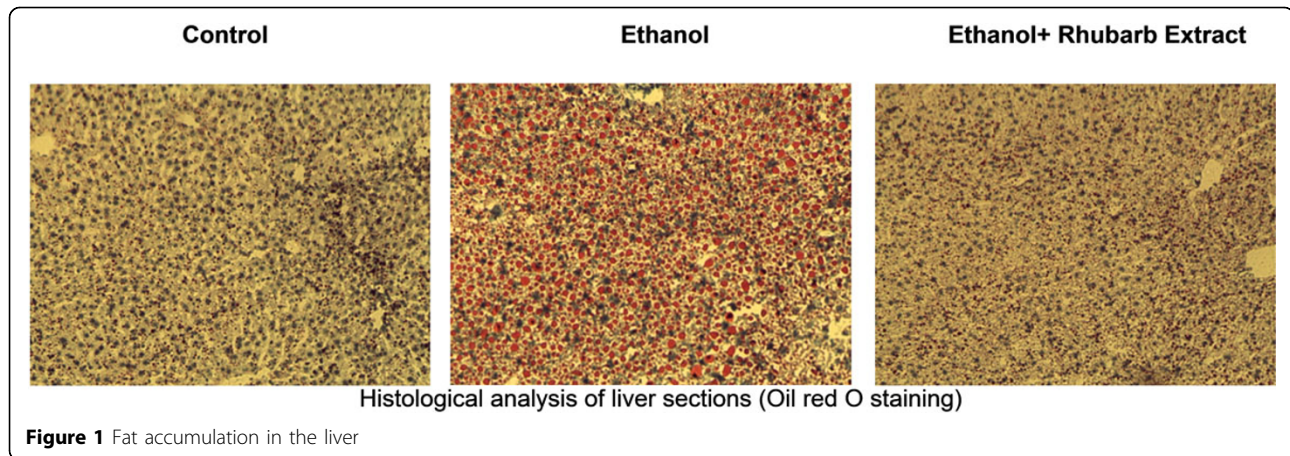 Control Ethanol Ethanol+ Rhubarb Extract
Histological analysis of liver sections (Oil red O staining)
Figure 1 Fat accumulation in the liver